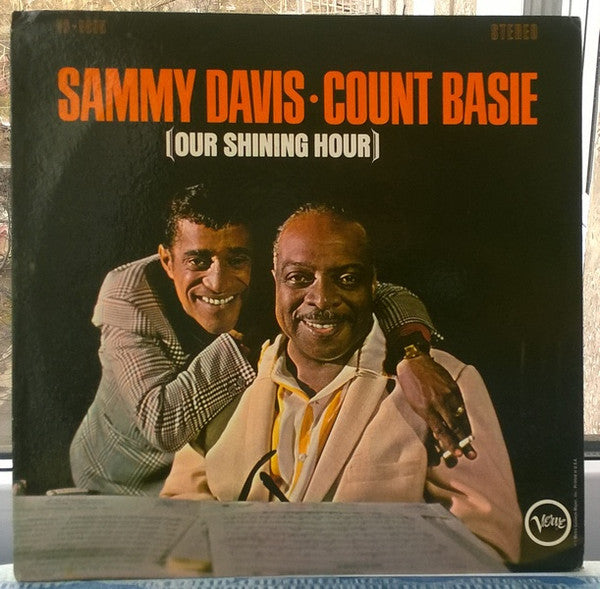 STEREO
SAMMY DAVIS · COUNT BASIE
[OUR SHINING HOUR]
Verve